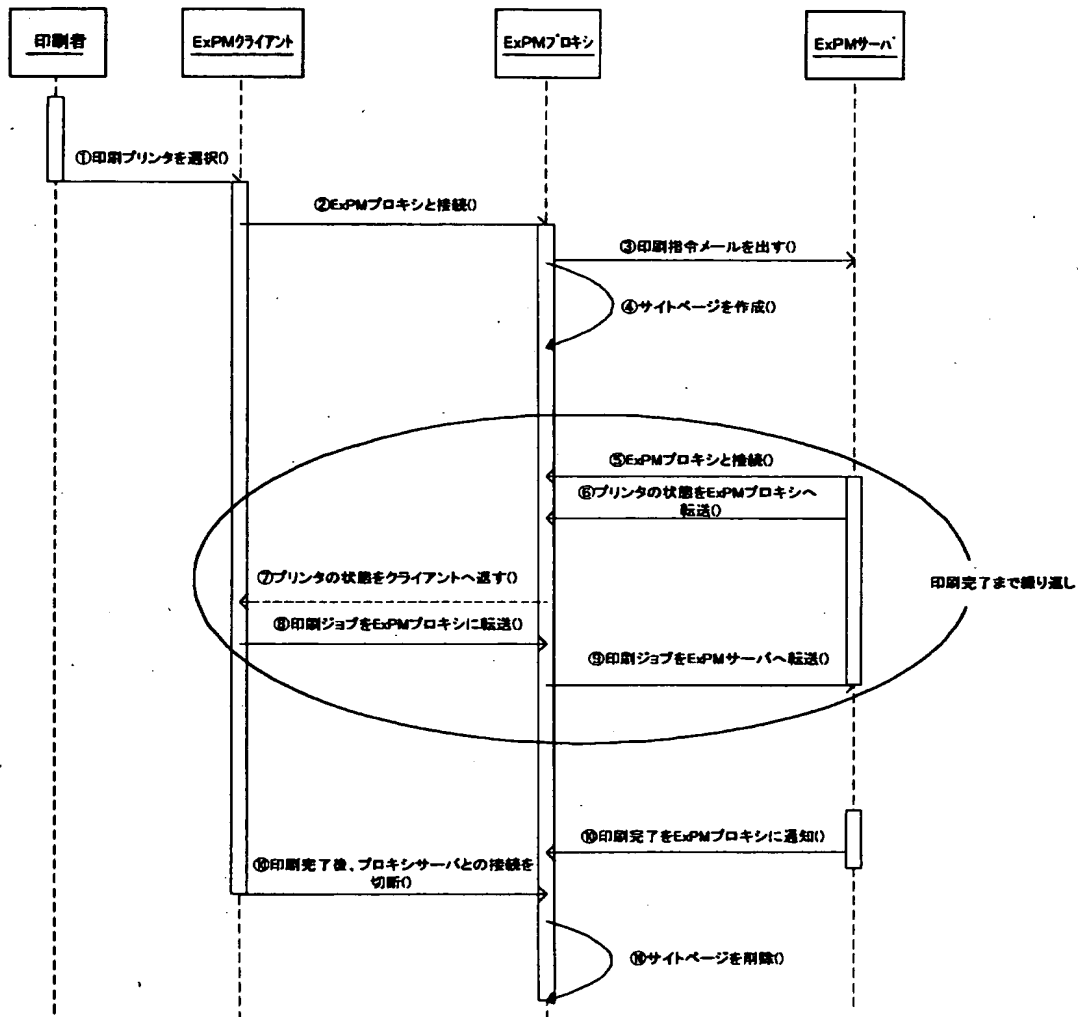 印刷者
ExPMクライアント
ExPMプロキシ
ExPMサーバ
①印刷プリンタを選択()
②ExPMプロキシと接続()
③印刷指令メールを出す()
④サイトページを作成()
⑤ExPMプロキシと接続()
⑥プリンタの状態をExPMプロキシへ
転送()
⑦プリンタの状態をクライアントへ返す()
印刷完了まで繰り返し
⑧印刷ジョブをExPMプロキシに転送()
⑨印刷ジョブをExPMサーバへ転送()
⑩印刷完了をExPMプロキシに通知()
印刷完了後、プロキシサーバとの接続を
切断()
サイトページを削除()